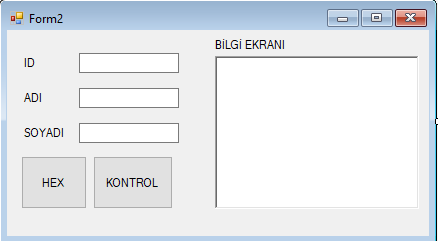 Form2
BİLGİ EKRANI
ID
ADI
SOYADI
HEX
KONTROL